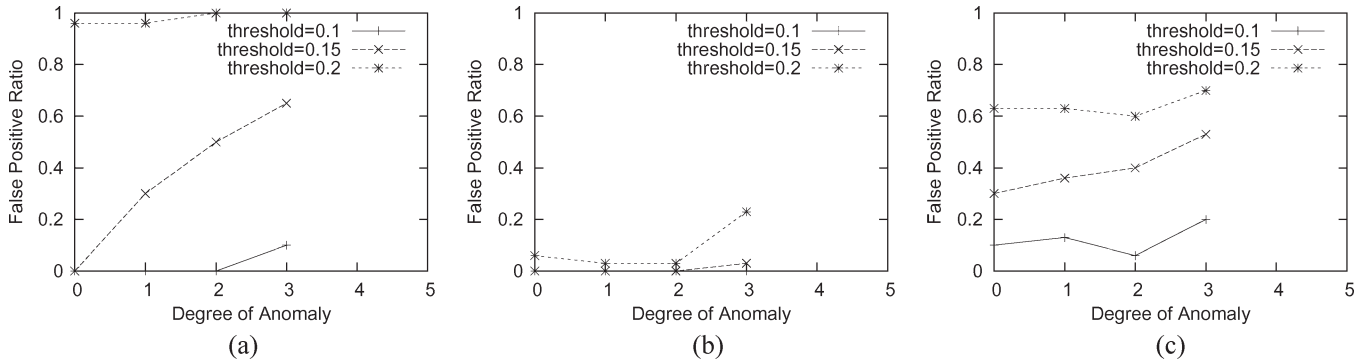 1
0.8
0.6
0.4
0.2
0
False Positive Ratio
threshold=0.1
threshold=0.15
threshold=0.2
0 1 2 3 4 5
Degree of Anomaly
(a)
1
0.8
0.6
0.4
0.2
0
False Positive Ratio
threshold=0.1
threshold=0.15
threshold=0.2
0 1 2 3 4 5
Degree of Anomaly
(b)
1
0.8
0.6
0.4
0.2
0
False Positive Ratio
threshold=0.1
threshold=0.15
threshold=0.2
0 1 2 3 4 5
Degree of Anomaly
(c)